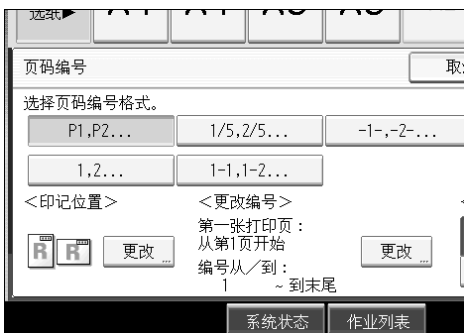 选纸▶
页码编号
取
选择页码编号格式。
P1,P2... 1/5,2/5... -1-,-2-...
1,2... 1-1,1-2...
<印记位置> <更改编号> <
第一张打印页：
从第1页开始
R R 更改 更改
编号从／到：
1 ~到末尾
系统状态 作业列表